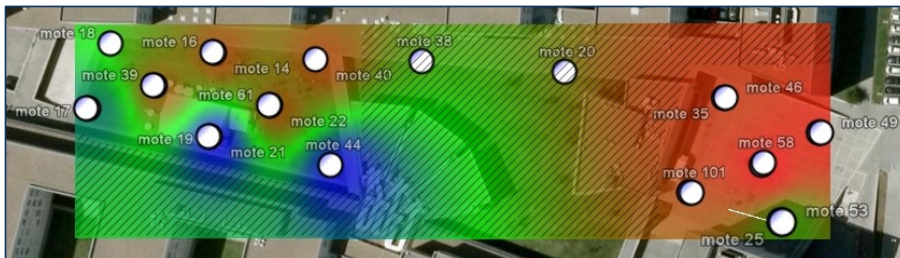 mote 18
mote 16
mote 38
mote 20
mote 39
mote 14
mote 40
mote 46
mote 17
mote 61
mote 35
mote 49
mote 22
mote 19
mote 21
mote 44
mote 58
mote 101
mote 53
mote 25